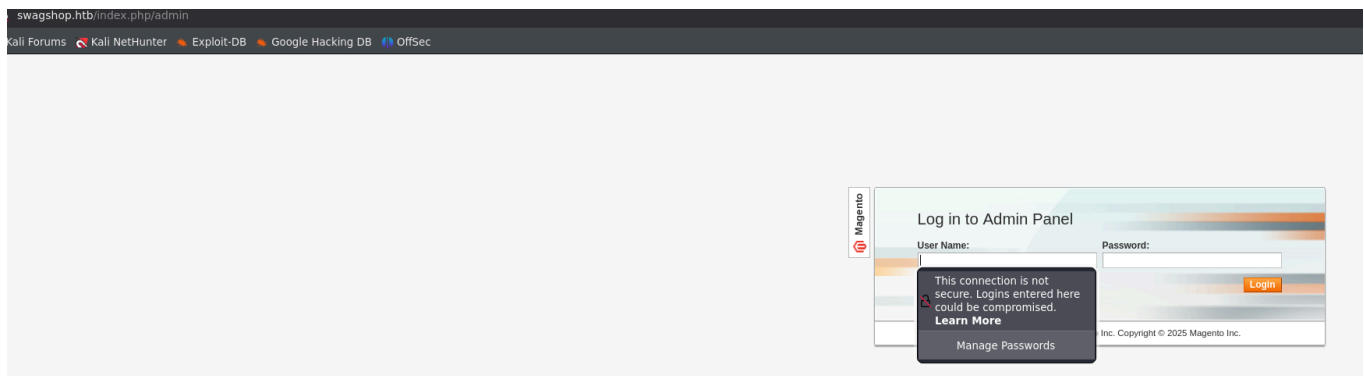 swagshop.htb/index.php/admin
Kali Forums Kali NetHunter Exploit-DB Google Hacking DB OffSec
Magento
Log in to Admin Panel
User Name: Password:
This connection is not
secure. Logins entered here
could be compromised.
Learn More
Login
Manage Passwords
Inc. Copyright © 2025 Magento Inc.